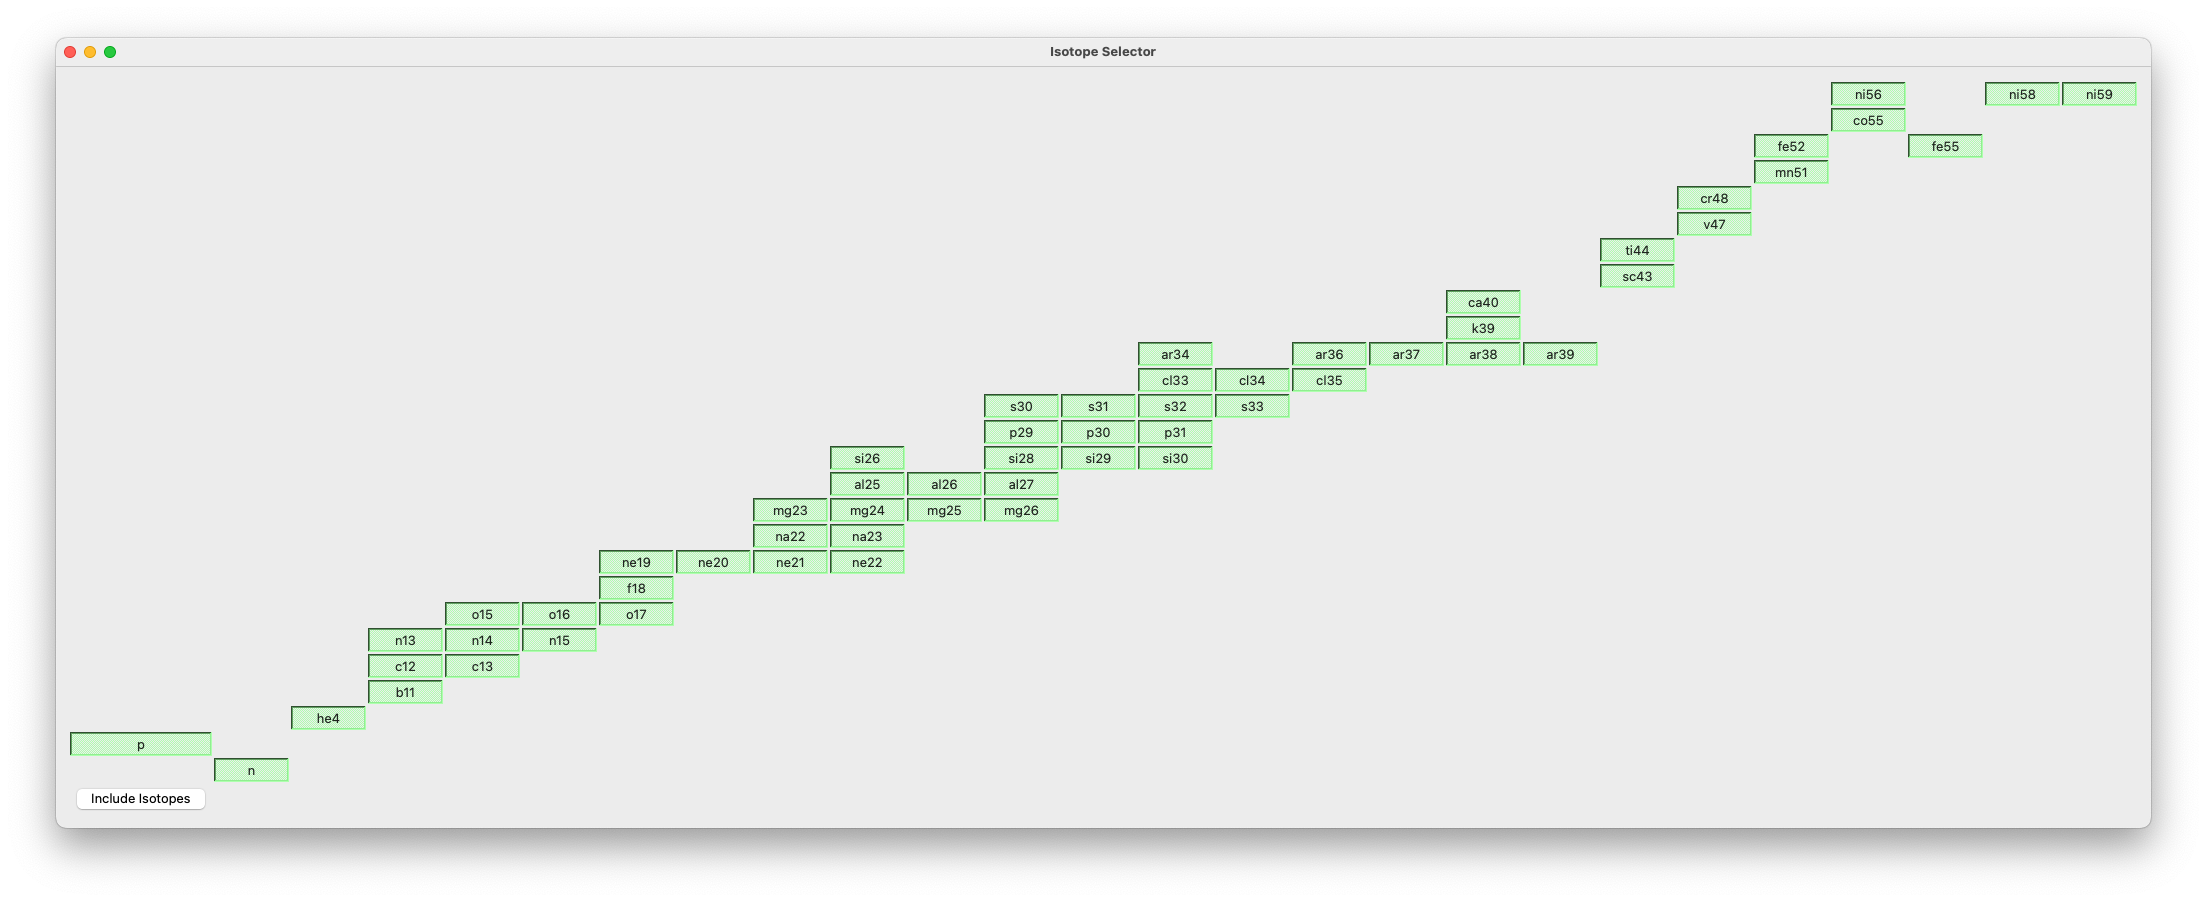 Isotope Selector
ni56 ni58 ni59
co55
fe52 fe55
mn51
cr48
v47
ti44
sc43
ca40
k39
ar34 ar36 ar37 ar38 ar39
cl33 cl34 cl35
s30 s31 s32 s33
p29 p30 p31
si26 si28 si29 si30
al25 al26 al27
mg23 mg24 mg25 mg26
na22 na23
ne19 ne20 ne21 ne22
f18
o15 o16 o17
n13 n14 n15
c12 c13
b11
he4
p
n
Include Isotopes